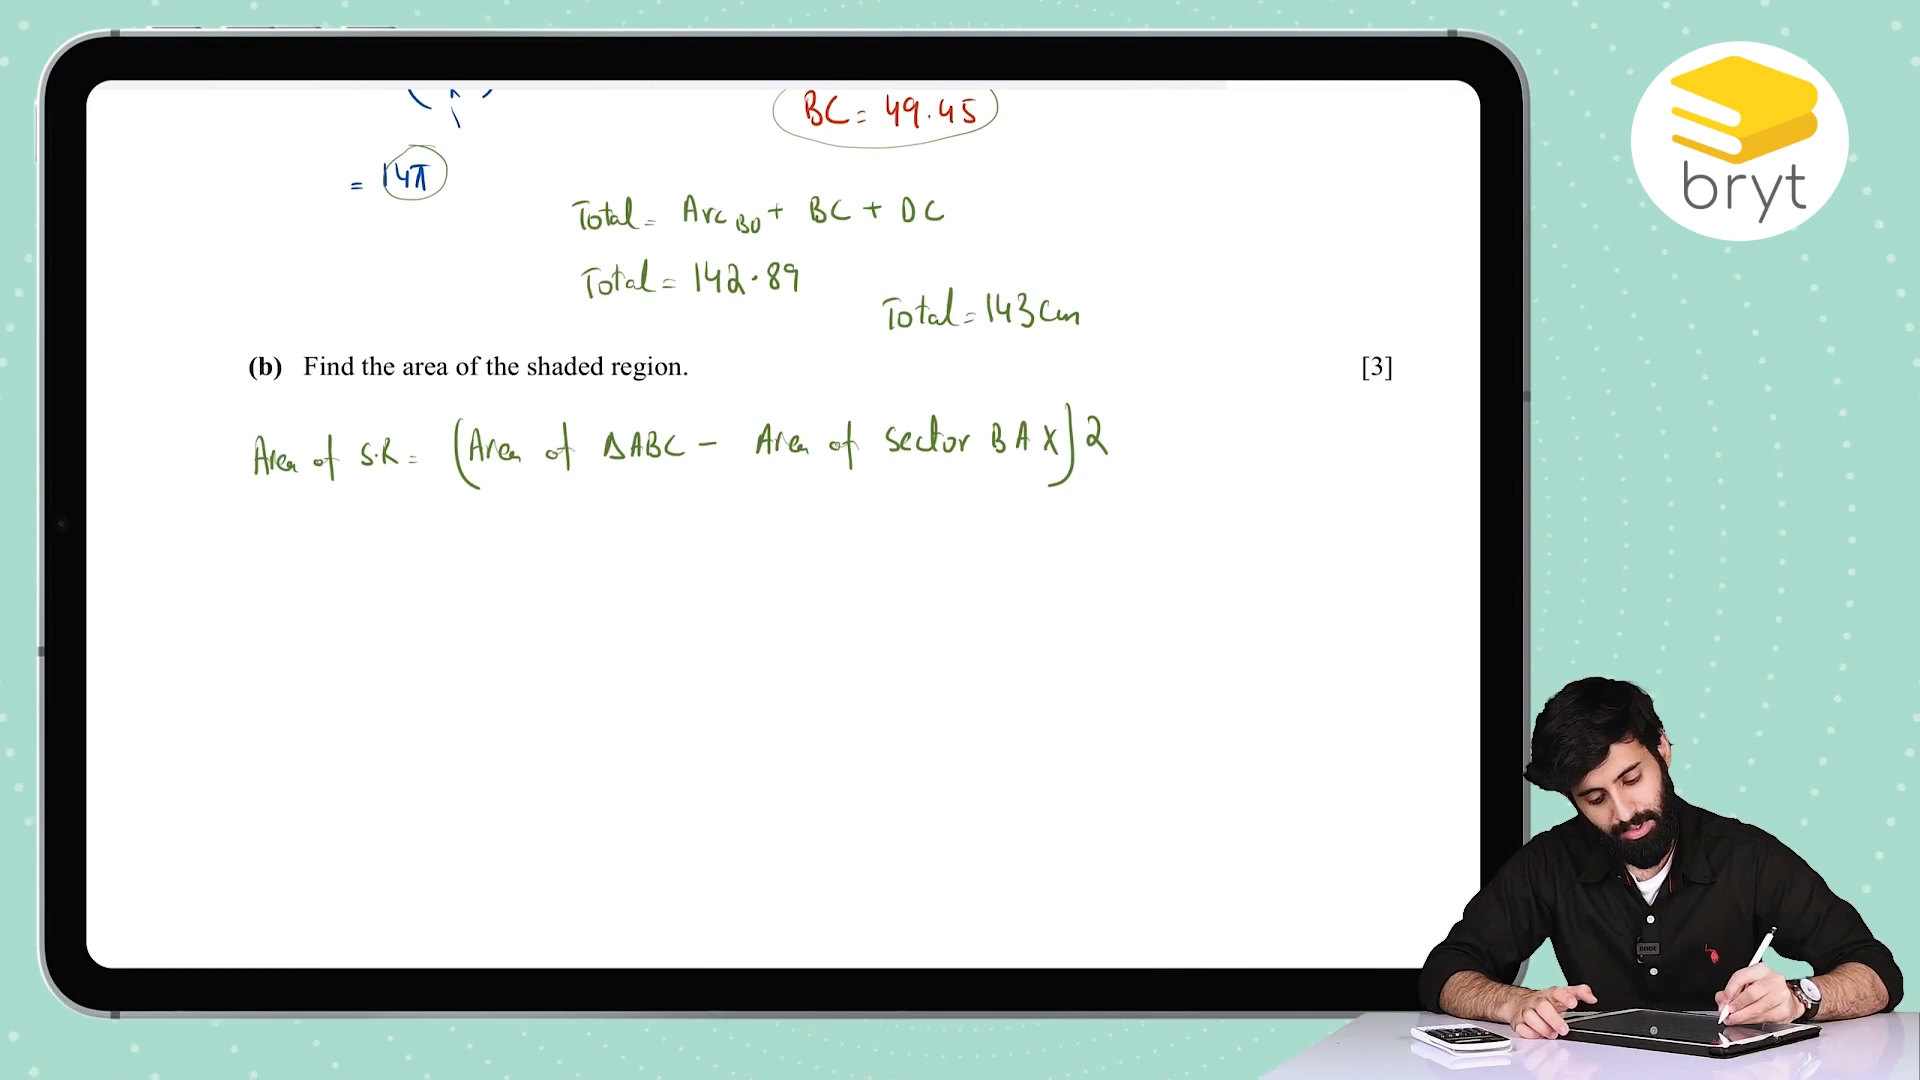 BC = 49.45
= 14π
Total = Arc BD + BC + DC
Total = 142.89
Total = 143cm
(b) Find the area of the shaded region. [3]
Area of S.R = (Area of ΔABC - Area of sector BAX)2
bryt